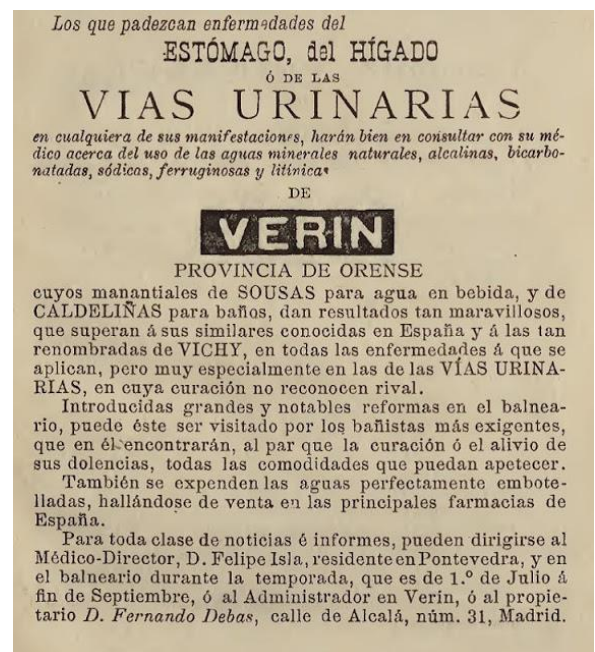 Los que padezcan enfermedades del
ESTÓMAGO, del HÍGADO
Ó DE LAS
VIAS URINARIAS
en cualquiera de sus manifestaciones, harán bien en consultar con su mé-
dico acerca del uso de las aguas minerales naturales, alcalinas, bicarbo-
natadas, sódicas, ferruginosas y litínicas
DE
VERIN
PROVINCIA DE ORENSE
cuyos manantiales de SOUSAS para agua en bebida, y de
CALDELIÑAS para baños, dan resultados tan maravillosos,
que superan á sus similares conocidas en España y á las tan
renombradas de VICHY, en todas las enfermedades á que se
aplican, pero muy especialmente en las de las VÍAS URINA-
RIAS, en cuya curación no reconocen rival.
Introducidas grandes y notables reformas en el balnea-
rio, puede éste ser visitado por los bañistas más exigentes,
que en él encontrarán, al par que la curación ó el alivio de
sus dolencias, todas las comodidades que puedan apetecer.
También se expenden las aguas perfectamente embote-
lladas, hallándose de venta en las principales farmacias de
España.
Para toda clase de noticias é informes, pueden dirigirse al
Médico-Director, D. Felipe Isla, residente en Pontevedra, y en
el balneario durante la temporada, que es de 1.º de Julio á
fin de Septiembre, ó al Administrador en Verín, ó al propie-
tario D. Fernando Debas, calle de Alcalá, núm. 31, Madrid.